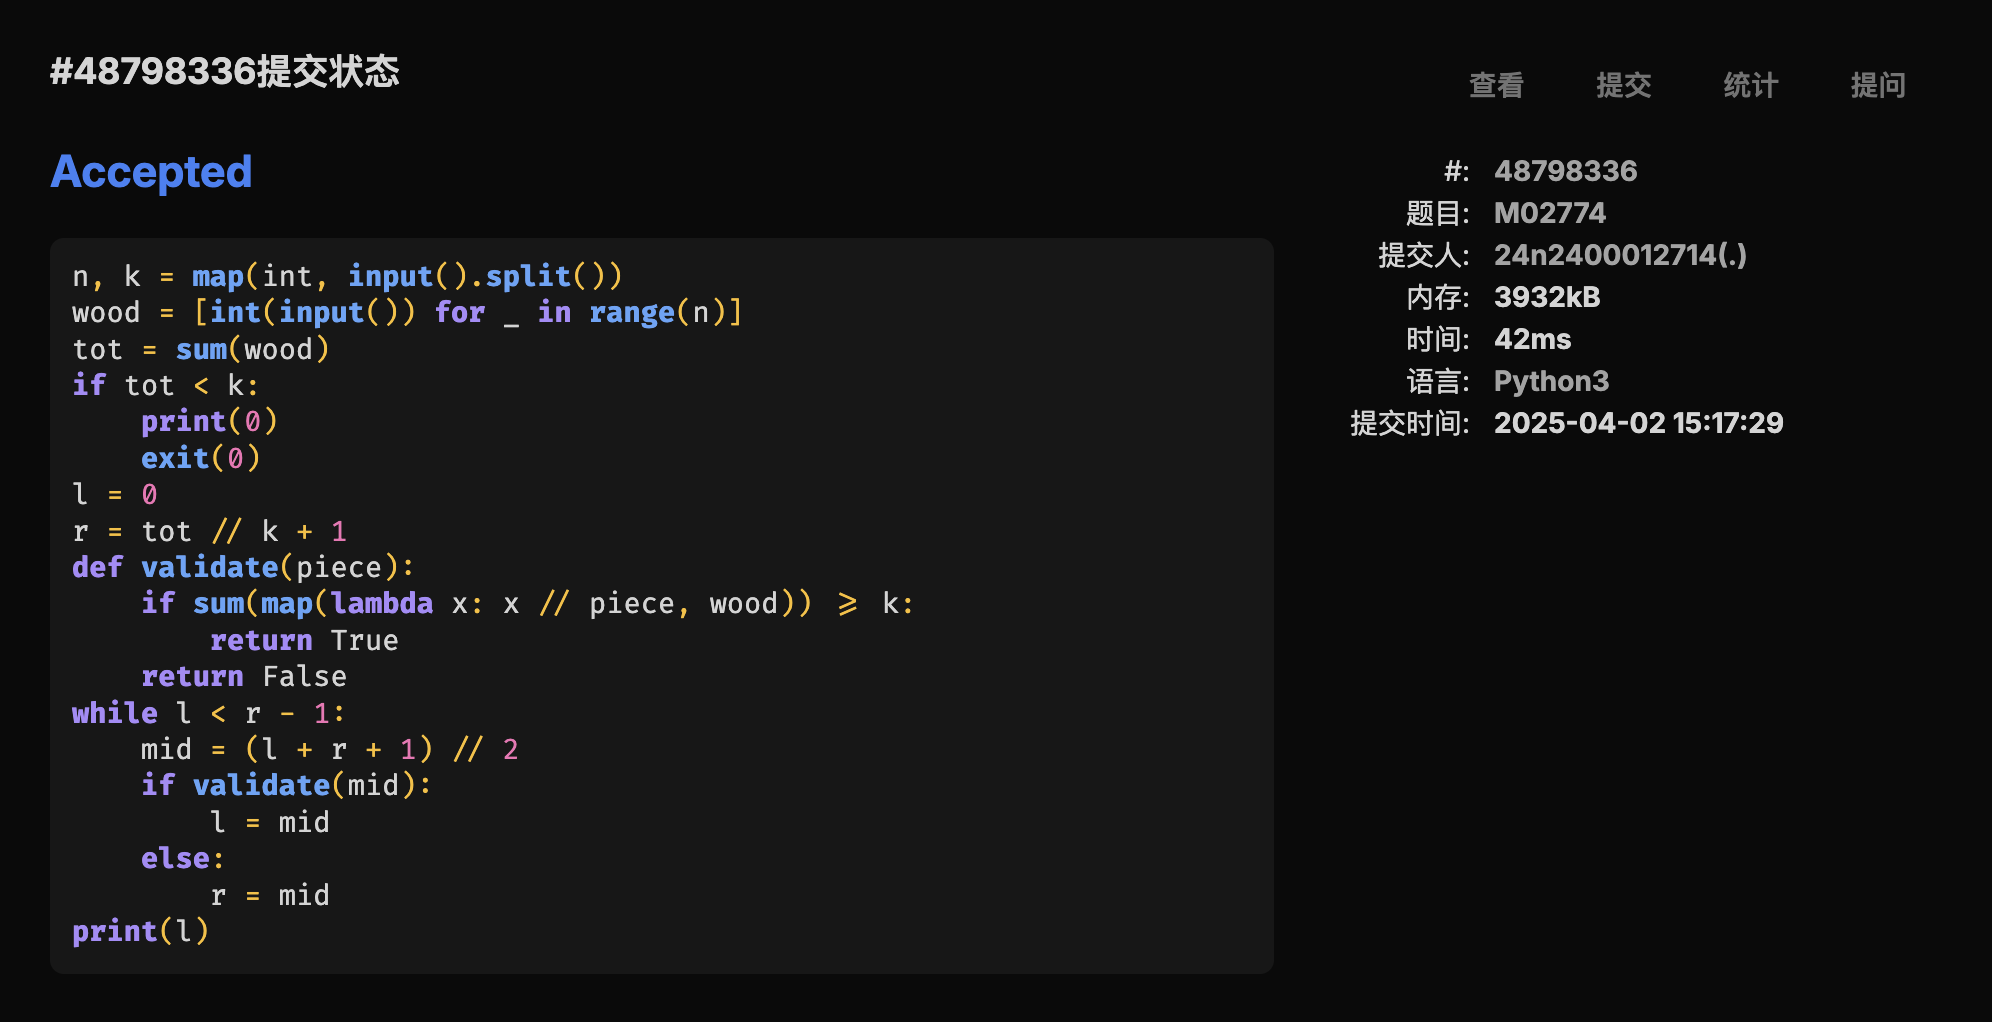 #48798336提交状态
查看 提交 统计 提问
Accepted
n, k = map(int, input().split())
wood = [int(input()) for _ in range(n)]
tot = sum(wood)
if tot < k:
    print(0)
    exit(0)
l = 0
r = tot // k + 1
def validate(piece):
    if sum(map(lambda x: x // piece, wood)) >= k:
        return True
    return False
while l < r - 1:
    mid = (l + r + 1) // 2
    if validate(mid):
        l = mid
    else:
        r = mid
print(l)
#: 48798336
题目: M02774
提交人: 24n2400012714(.)
内存: 3932kB
时间: 42ms
语言: Python3
提交时间: 2025-04-02 15:17:29